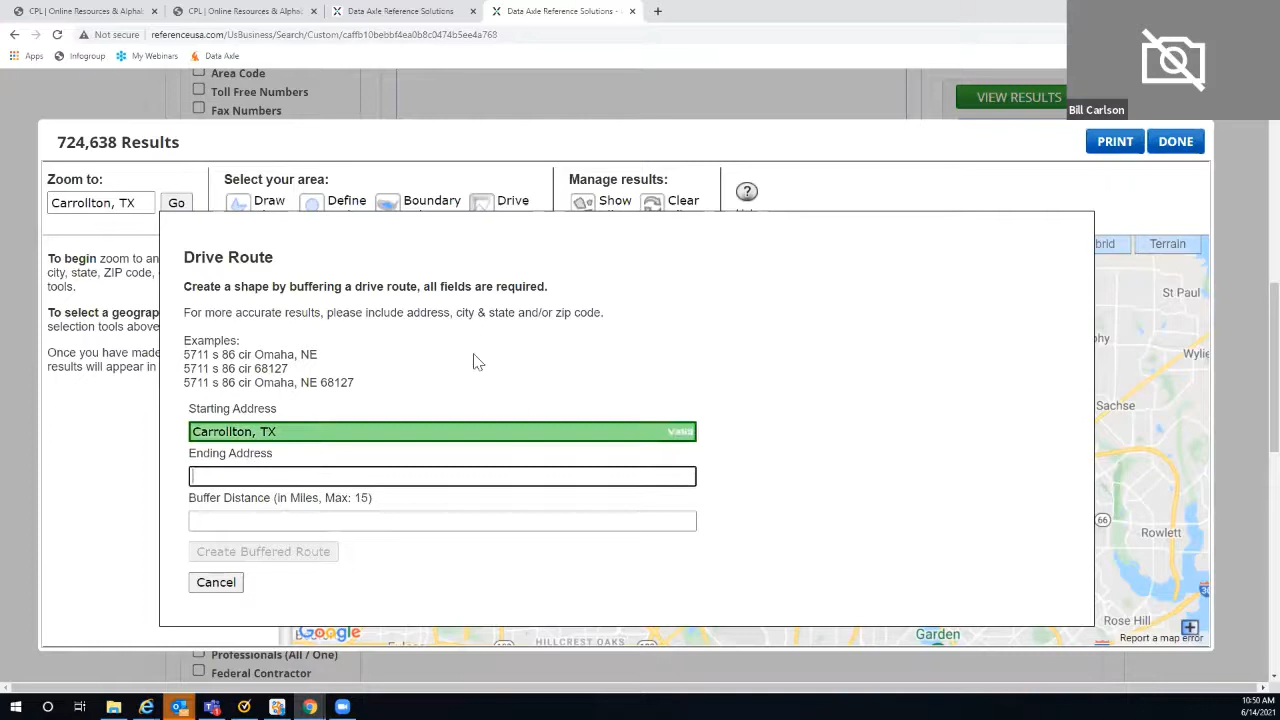 CPL | Online Resources & Alphab
CPL | Online Resources & Alphab
Data Axle Reference Solutions
Data Axle Reference Solutions -
Not secure | referenceusa.com/UsBusiness/Search/Custom/caffb10bebbf4ea0b8c0474b5ee4a768
Apps
Infogroup
My Webinars
Data Axle
Area Code
Toll Free Numbers
Fax Numbers
VIEW RESULTS
Bill Carlson
724,638 Results
PRINT
DONE
Zoom to:
Select your area:
Manage results:
Carrollton, TX
Go
Draw
Define
Boundary
Drive
Show
Clear
?
To begin zoom to an
city, state, ZIP code,
tools.
To select a geograp
selection tools above
Once you have made
results will appear in
Drive Route
Create a shape by buffering a drive route, all fields are required.
For more accurate results, please include address, city & state and/or zip code.
Examples:
5711 s 86 cir Omaha, NE
5711 s 86 cir 68127
5711 s 86 cir Omaha, NE 68127
Starting Address
Carrollton, TX
Valid
Ending Address
Buffer Distance (in Miles, Max: 15)
Create Buffered Route
Cancel
brid
Terrain
St Paul
phy
Wylie
Sachse
66
Rowlett
Rose Hill
Google
HILLCREST OAKS
Garden
Report a map error
Professionals (All / One)
Federal Contractor
10:50 AM
6/14/2021